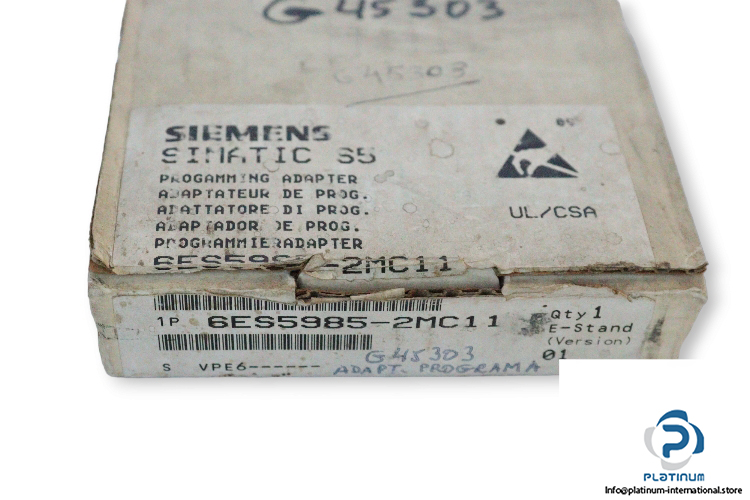 G45303
G45303
SIEMENS
SIMATIC S5
PROGAMMING ADAPTER
ADAPTATEUR DE PROG.
ADATTATORE DI PROG.
ADAPTADOR DE PROG.
PROGRAMMIERADAPTER
UL/CSA
-2MC11
1P 6ES5985-2MC11
Qty 1
E-Stand
(Version)
01
S VPE6------
G45303
ADAPT. PROGRAMA
PLATINUM
Info@platinum-international.store